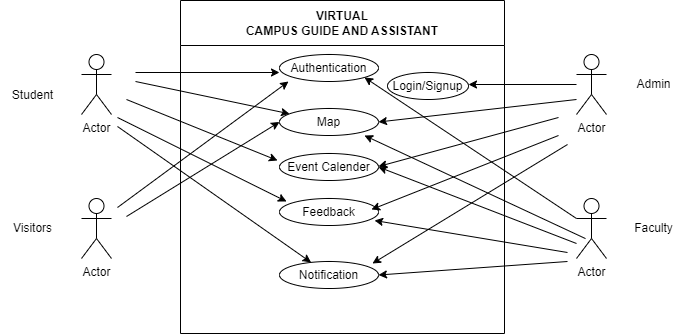 VIRTUAL
CAMPUS GUIDE AND ASSISTANT
Authentication
Login/Signup
Admin
Student
Actor
Map
Actor
Event Calender
Feedback
Visitors
Faculty
Actor
Notification
Actor